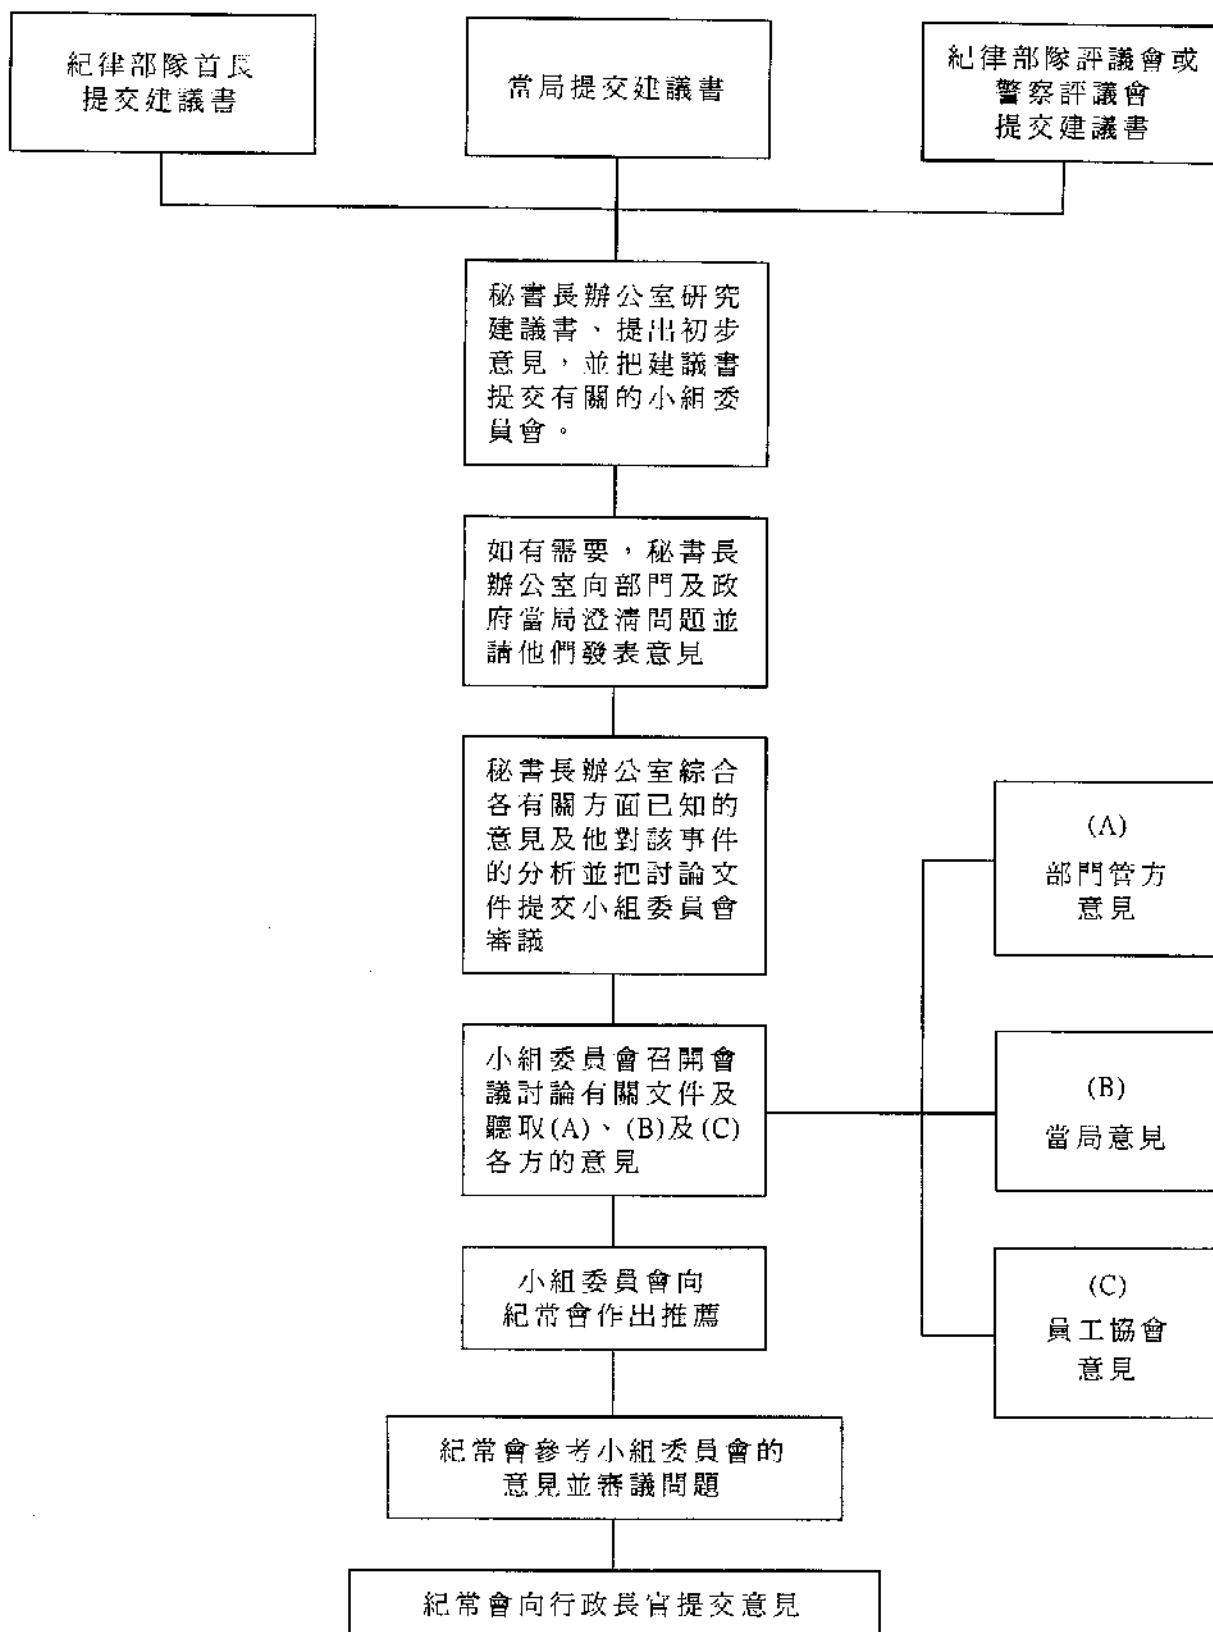 紀律部隊首長
提交建議書
當局提交建議書
紀律部隊評議會或
警察評議會
提交建議書
秘書長辦公室研究
建議書、提出初步
意見，並把建議書
提交有關的小組委
員會。
如有需要，秘書長
辦公室向部門及政
府當局澄清問題並
請他們發表意見
秘書長辦公室綜合
各有關方面已知的
意見及他對該事件
的分析並把討論文
件提交小組委員會
審議
小組委員會召開會
議討論有關文件及
聽取(A)、(B)及(C)
各方的意見
(A)
部門管方
意見
(B)
當局意見
(C)
員工協會
意見
小組委員會向
紀常會作出推薦
紀常會參考小組委員會的
意見並審議問題
紀常會向行政長官提交意見